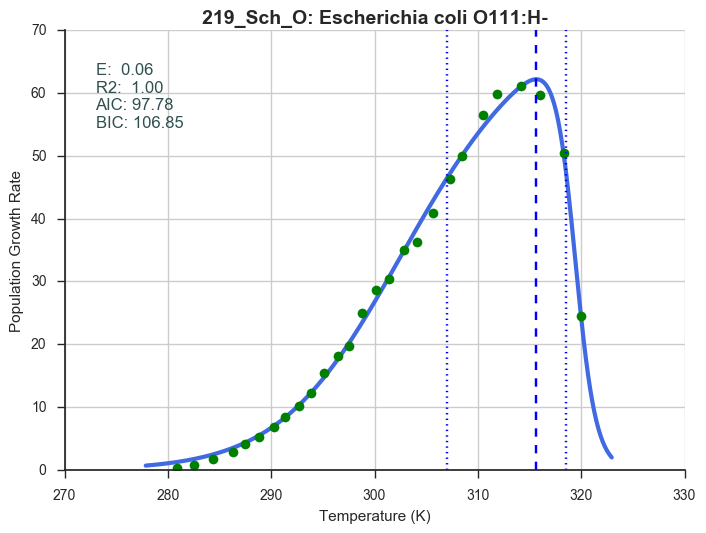 219_Sch_O: Escherichia coli O111:H-
70
60
50
40
30
20
10
0
E:  0.06
R2:  1.00
AIC: 97.78
BIC: 106.85
Population Growth Rate
270
280
290
300
310
320
330
Temperature (K)